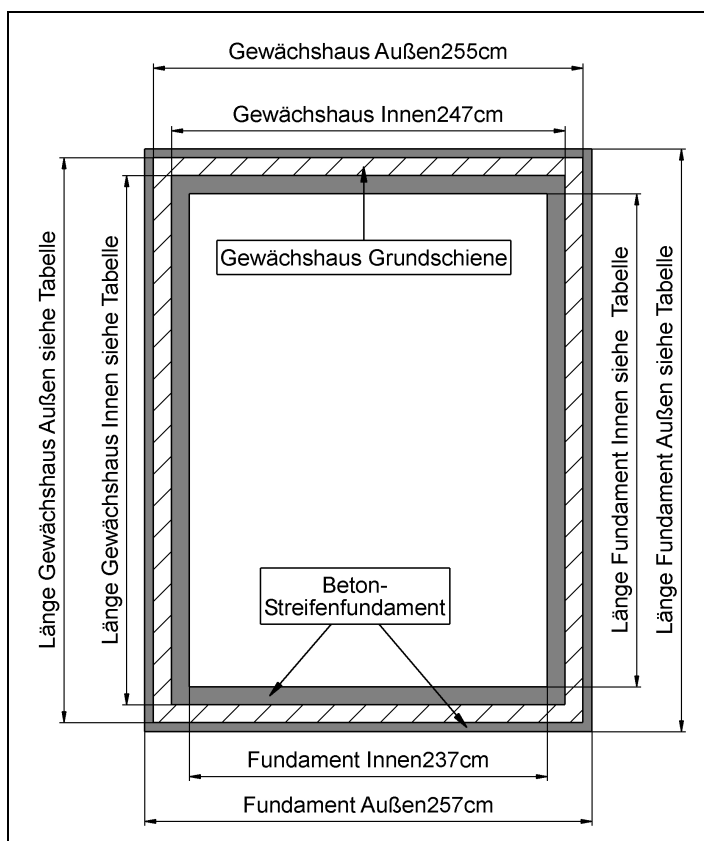 Gewächshaus Außen255cm
Gewächshaus Innen247cm
Gewächshaus Grundschiene
Länge Gewächshaus Außen siehe Tabelle
Länge Gewächshaus Innen siehe Tabelle
Länge Fundament Innen siehe Tabelle
Länge Fundament Außen siehe Tabelle
Beton-
Streifenfundament
Fundament Innen237cm
Fundament Außen257cm